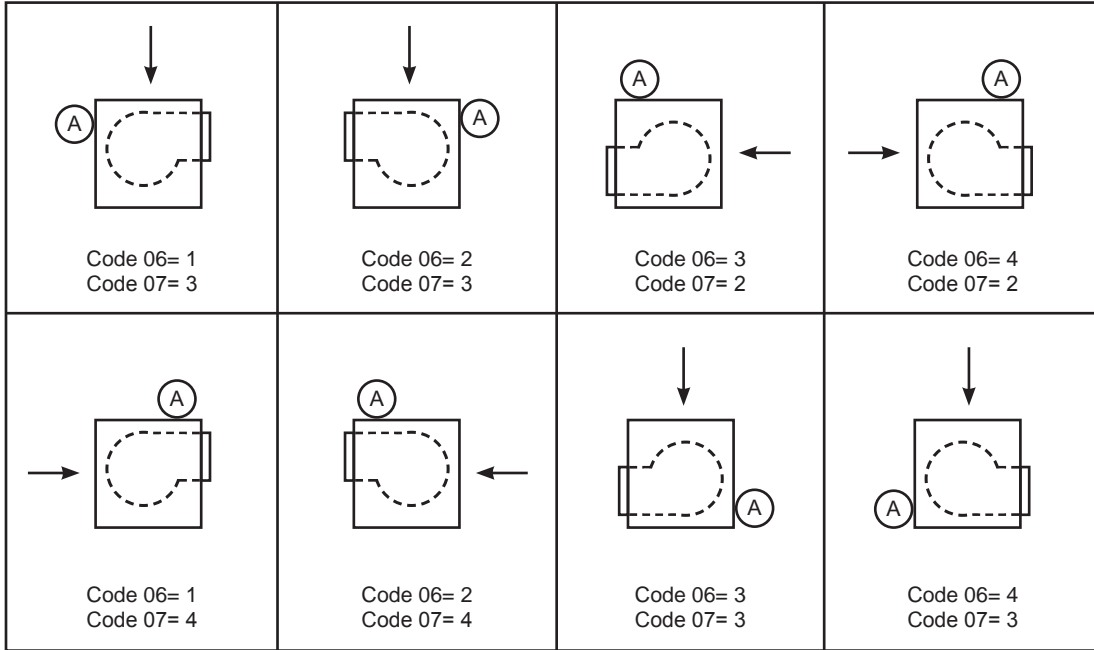 A
Code 06= 1
Code 07= 3
A
Code 06= 2
Code 07= 3
A
Code 06= 3
Code 07= 2
A
Code 06= 4
Code 07= 2
A
Code 06= 1
Code 07= 4
A
Code 06= 2
Code 07= 4
A
Code 06= 3
Code 07= 3
A
Code 06= 4
Code 07= 3